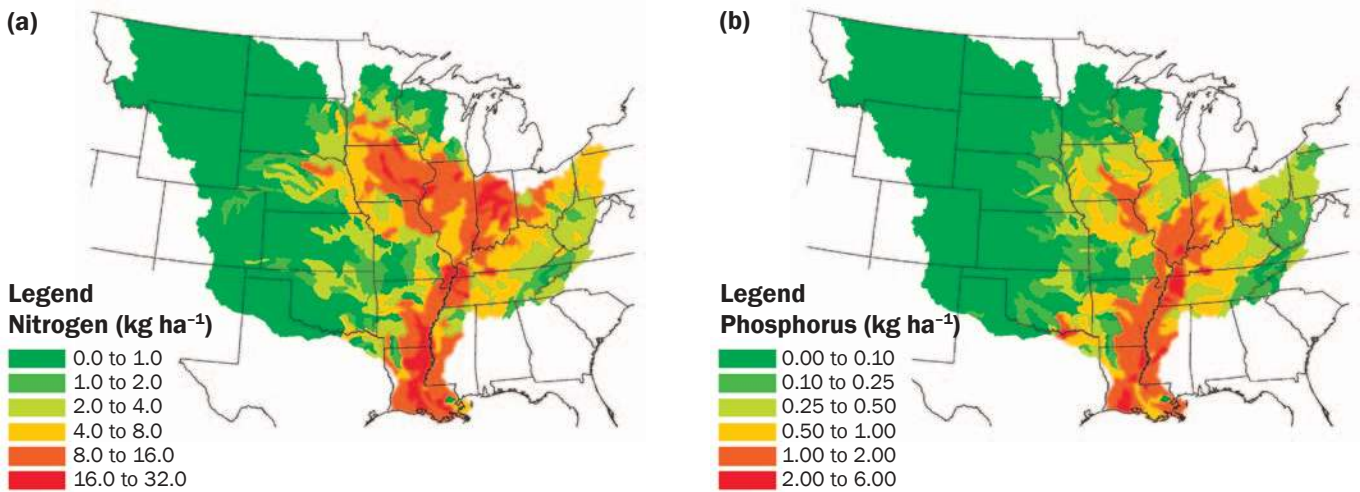 (a)
Legend
Nitrogen (kg ha⁻¹)
0.0 to 1.0
1.0 to 2.0
2.0 to 4.0
4.0 to 8.0
8.0 to 16.0
16.0 to 32.0
(b)
Legend
Phosphorus (kg ha⁻¹)
0.00 to 0.10
0.10 to 0.25
0.25 to 0.50
0.50 to 1.00
1.00 to 2.00
2.00 to 6.00